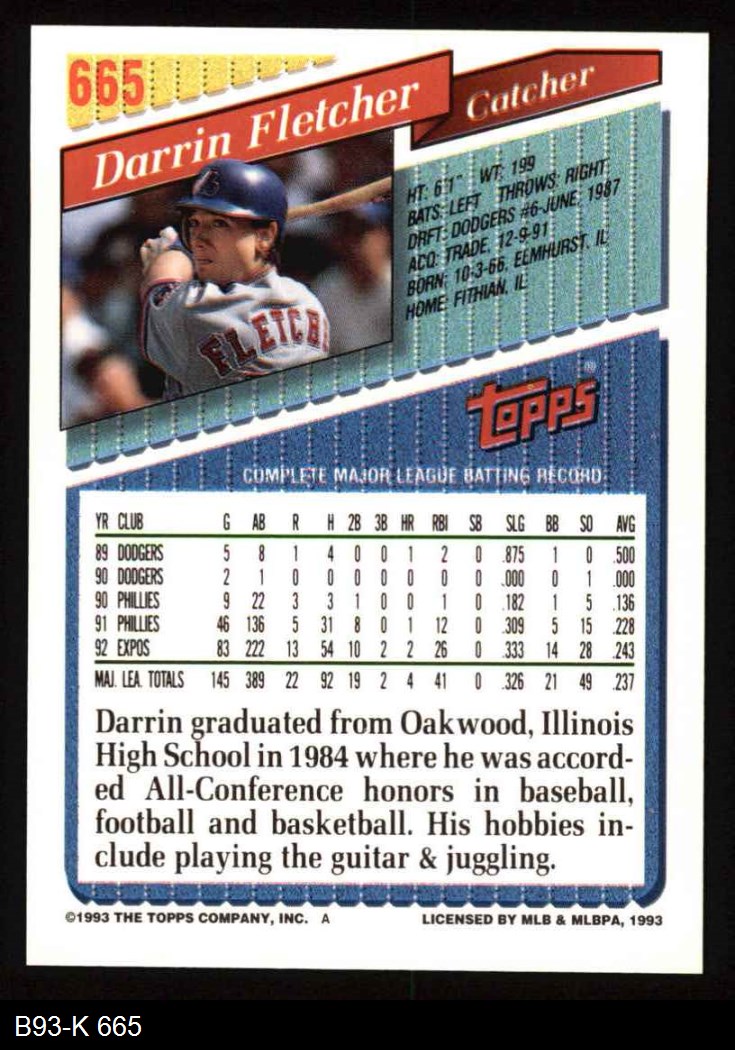 665
Darrin Fletcher
Catcher
HT: 6'1" WT: 199
BATS: LEFT THROWS: RIGHT
DRFT: DODGERS #6-JUNE, 1987
ACQ: TRADE, 12-9-91
BORN: 10-3-66, ELMHURST, IL
HOME: FITHIAN, IL
FLETCH
Topps ®
COMPLETE MAJOR LEAGUE BATTING RECORD
YR CLUB G AB R H 2B 3B HR RBI SB SLG BB SO AVG
89 DODGERS 5 8 1 4 0 0 1 2 0 .875 1 0 .500
90 DODGERS 2 1 0 0 0 0 0 0 0 .000 0 1 .000
90 PHILLIES 9 22 3 3 1 0 0 1 0 .182 1 5 .136
91 PHILLIES 46 136 5 31 8 0 1 12 0 .309 5 15 .228
92 EXPOS 83 222 13 54 10 2 2 26 0 .333 14 28 .243
MAJ. LEA. TOTALS 145 389 22 92 19 2 4 41 0 .326 21 49 .237
Darrin graduated from Oakwood, Illinois
High School in 1984 where he was accord-
ed All-Conference honors in baseball,
football and basketball. His hobbies in-
clude playing the guitar & juggling.
©1993 THE TOPPS COMPANY, INC. A LICENSED BY MLB & MLBPA, 1993
B93-K 665